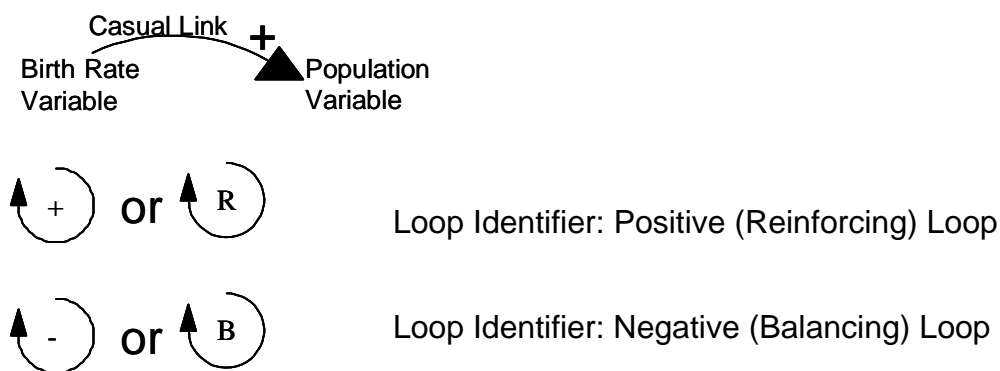 Casual Link +
Birth Rate Population
Variable Variable
+ or R
Loop Identifier: Positive (Reinforcing) Loop
- or B
Loop Identifier: Negative (Balancing) Loop